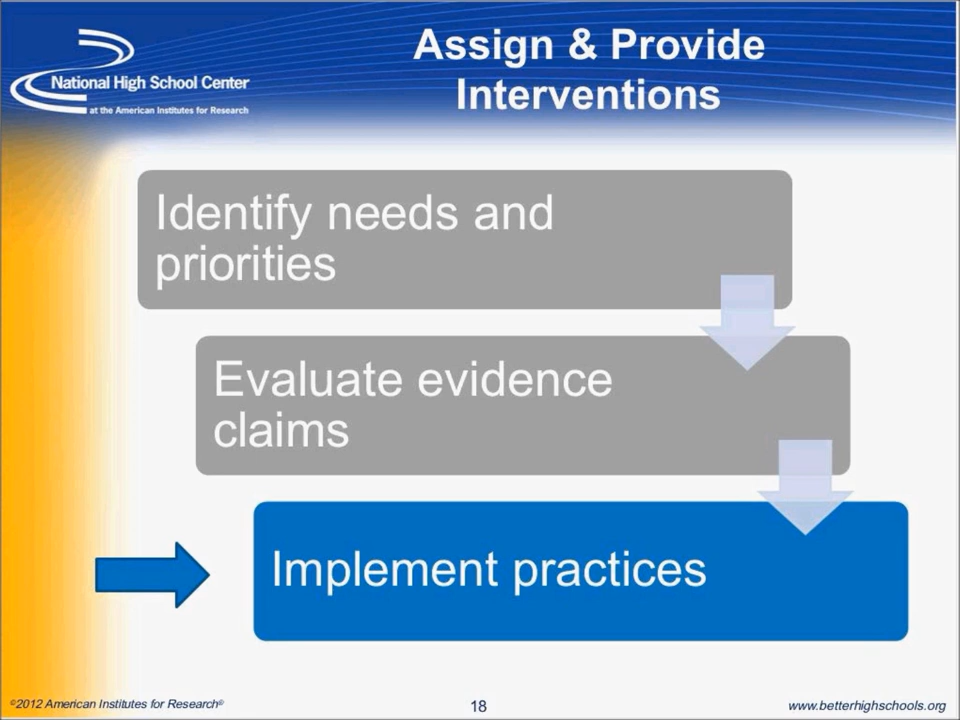 National High School Center
at the American Institutes for Research
Assign & Provide
Interventions
Identify needs and
priorities
Evaluate evidence
claims
Implement practices
©2012 American Institutes for Research®
18
www.betterhighschools.org